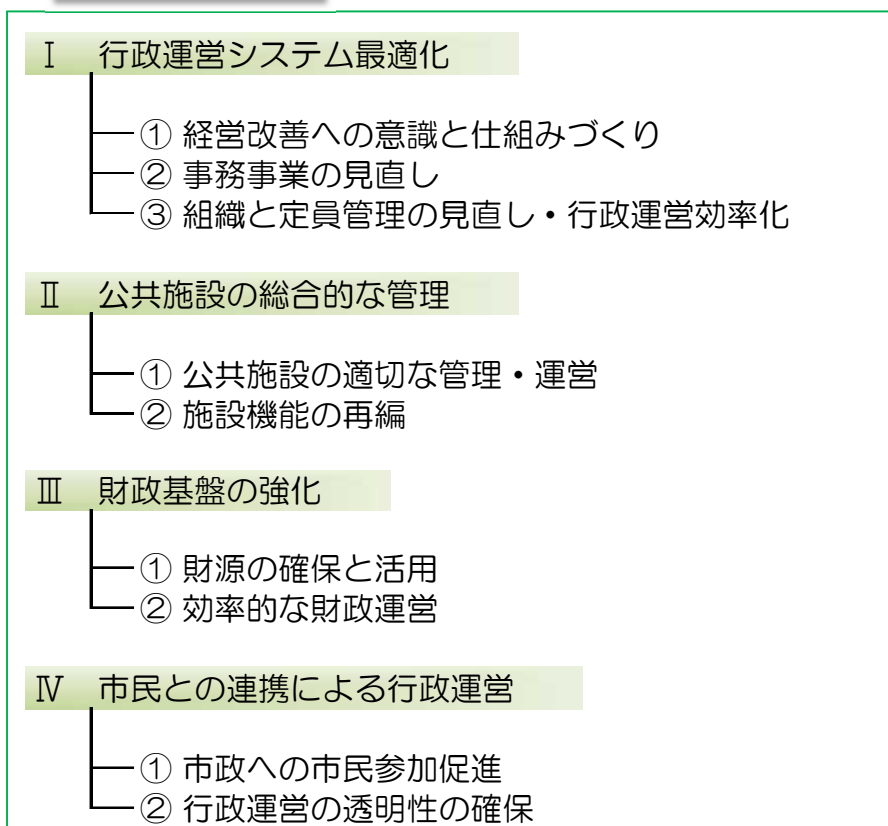 Ⅰ　行政運営システム最適化
① 経営改善への意識と仕組みづくり
② 事務事業の見直し
③ 組織と定員管理の見直し・行政運営効率化
Ⅱ　公共施設の総合的な管理
① 公共施設の適切な管理・運営
② 施設機能の再編
Ⅲ　財政基盤の強化
① 財源の確保と活用
② 効率的な財政運営
Ⅳ　市民との連携による行政運営
① 市政への市民参加促進
② 行政運営の透明性の確保